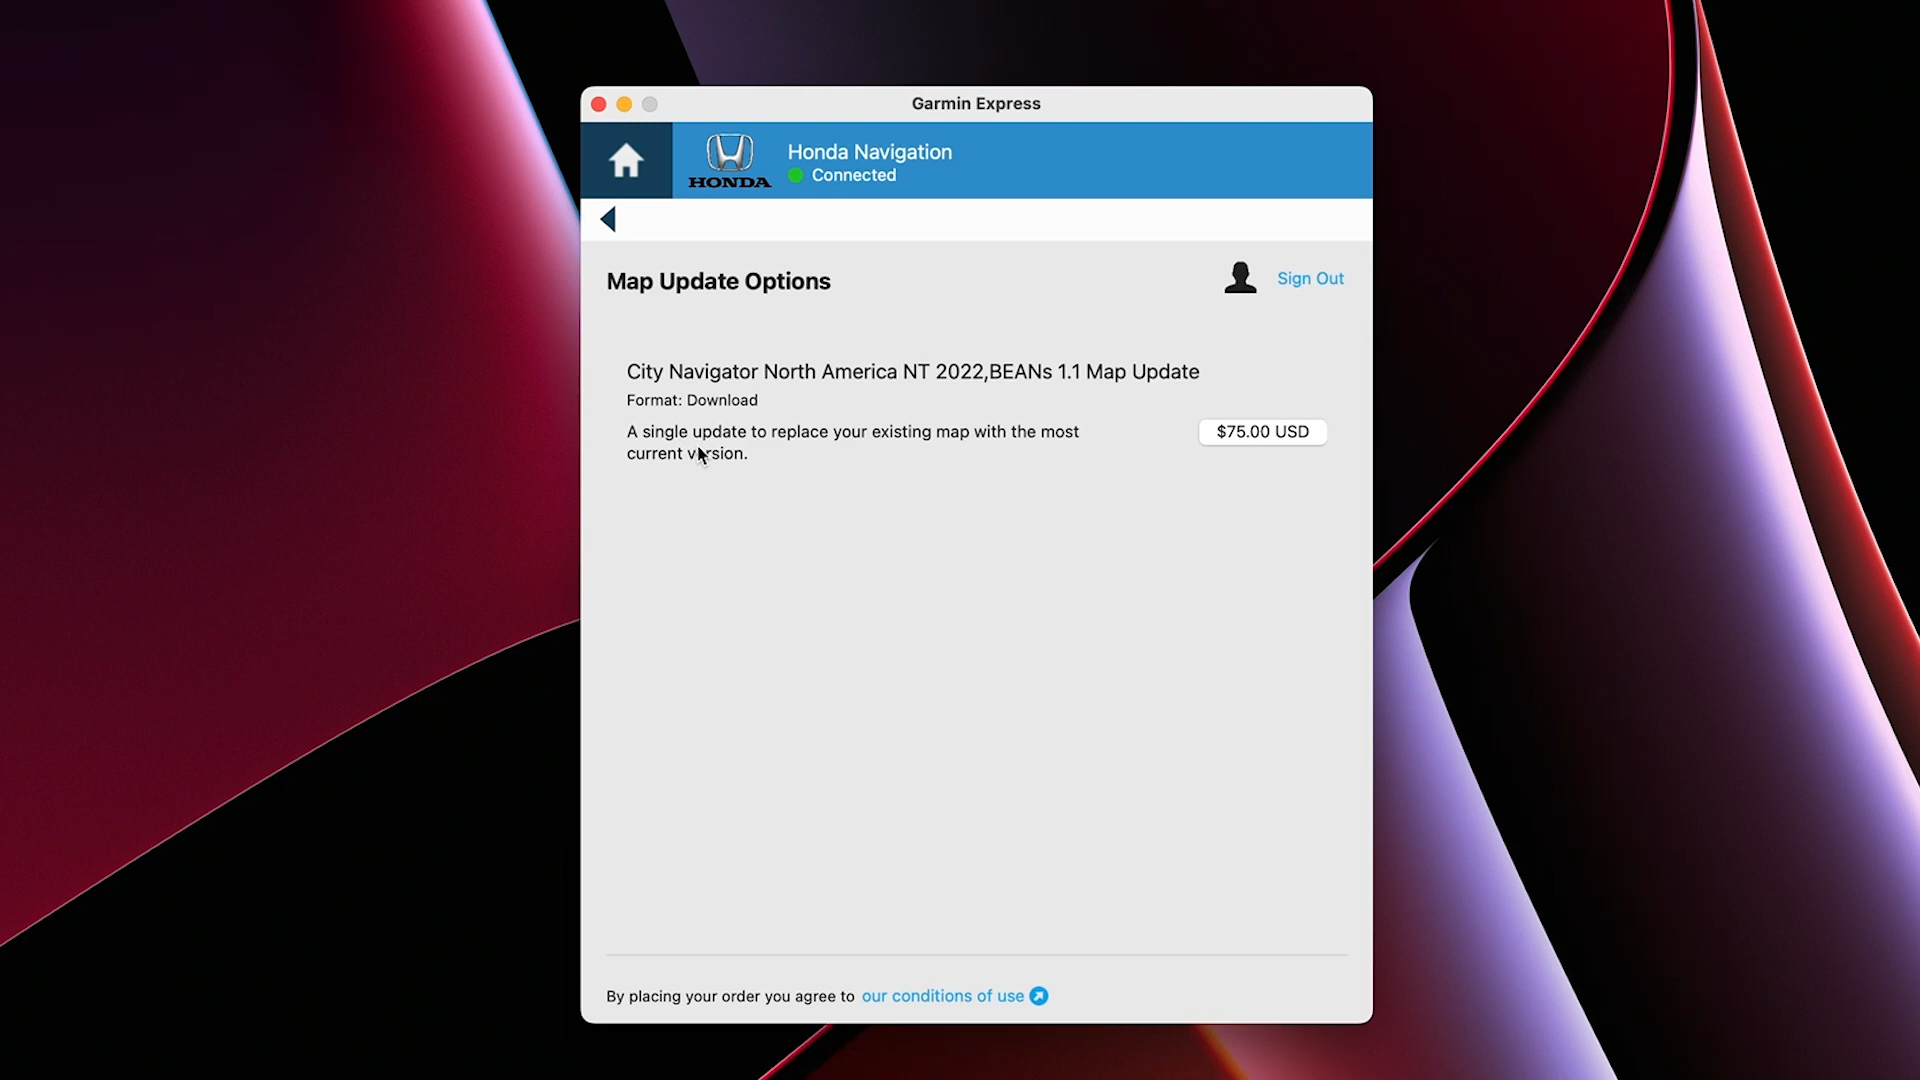 Garmin Express
HONDA
Honda Navigation
Connected
Map Update Options
Sign Out
City Navigator North America NT 2022,BEANs 1.1 Map Update
Format: Download
A single update to replace your existing map with the most
current version.
$75.00 USD
By placing your order you agree to our conditions of use